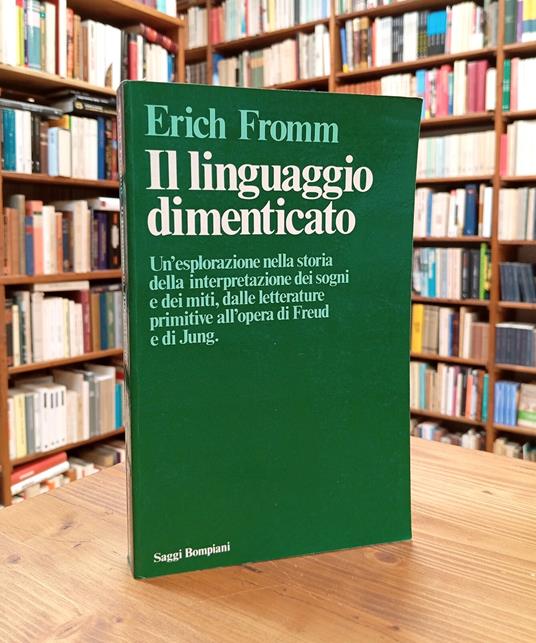 Erich Fromm
Il linguaggio
dimenticato
Un'esplorazione nella storia
della interpretazione dei sogni
e dei miti, dalle letterature
primitive all'opera di Freud
e di Jung.
Saggi Bompiani